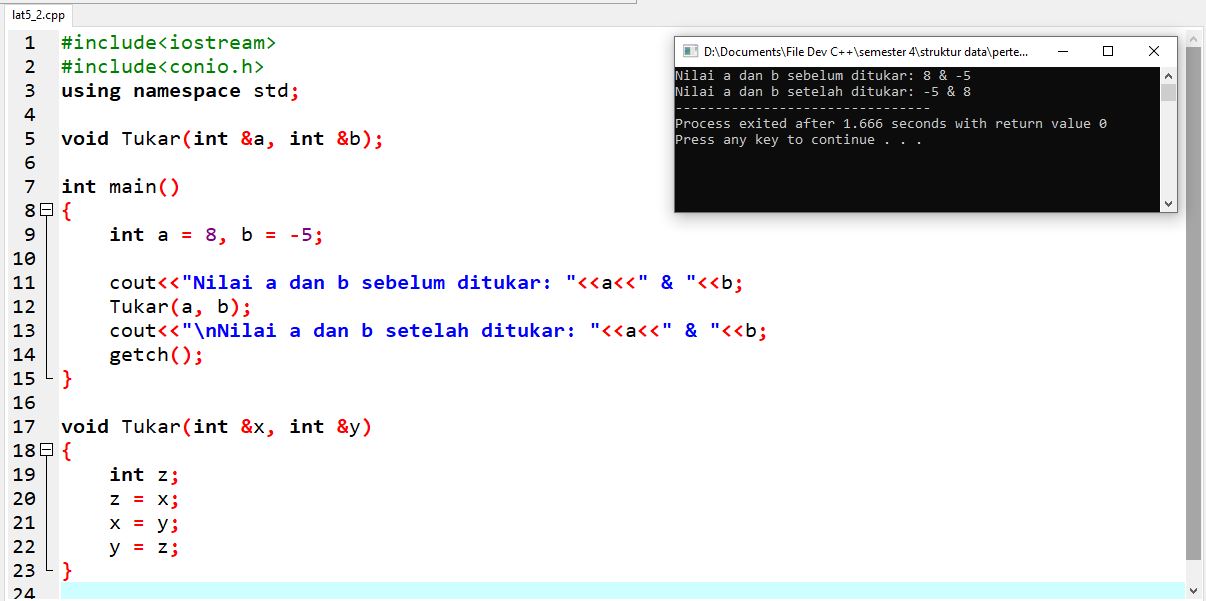 lat5_2.cpp
1 #include<iostream>
2 #include<conio.h>
3 using namespace std;
4
5 void Tukar(int &a, int &b);
6
7 int main()
8 {
9     int a = 8, b = -5;
10
11     cout<<"Nilai a dan b sebelum ditukar: "<<a<<" & "<<b;
12     Tukar(a, b);
13     cout<<"\nNilai a dan b setelah ditukar: "<<a<<" & "<<b;
14     getch();
15 }
16
17 void Tukar(int &x, int &y)
18 {
19     int z;
20     z = x;
21     x = y;
22     y = z;
23 }
24
D:\Documents\File Dev C++\semester 4\struktur data\perte...
Nilai a dan b sebelum ditukar: 8 & -5
Nilai a dan b setelah ditukar: -5 & 8
--------------------------------
Process exited after 1.666 seconds with return value 0
Press any key to continue . . .